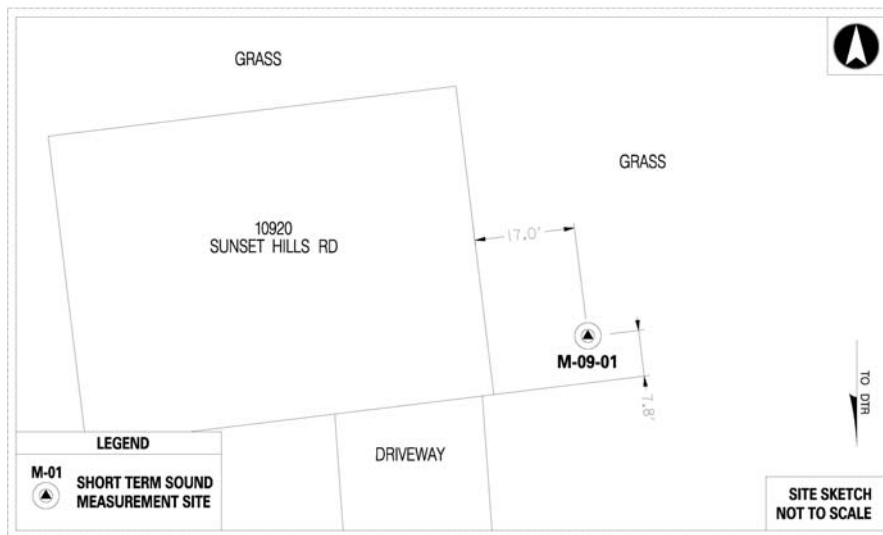 GRASS
GRASS
10920
SUNSET HILLS RD
17.0'
M-09-01
7.8'
TO DTR
DRIVEWAY
LEGEND
M-01
SHORT TERM SOUND
MEASUREMENT SITE
SITE SKETCH
NOT TO SCALE